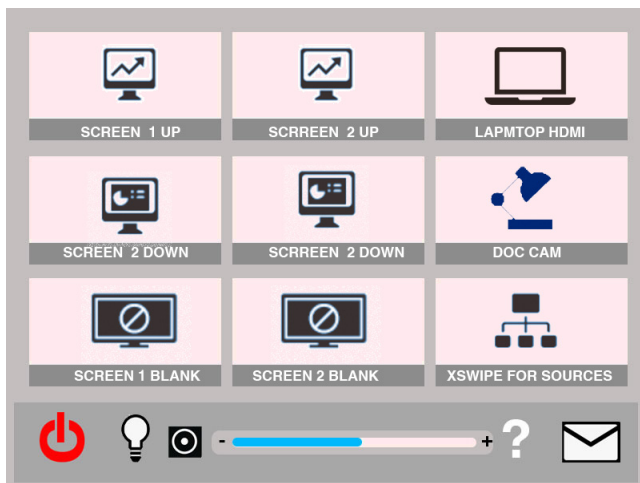 SCREEN 1 UP
SCRREEN 2 UP
LAPMTOP HDMI
SCREEN 2 DOWN
SCRREEN 2 DOWN
DOC CAM
SCREEN 1 BLANK
SCREEN 2 BLANK
XSWIPE FOR SOURCES
- + ?